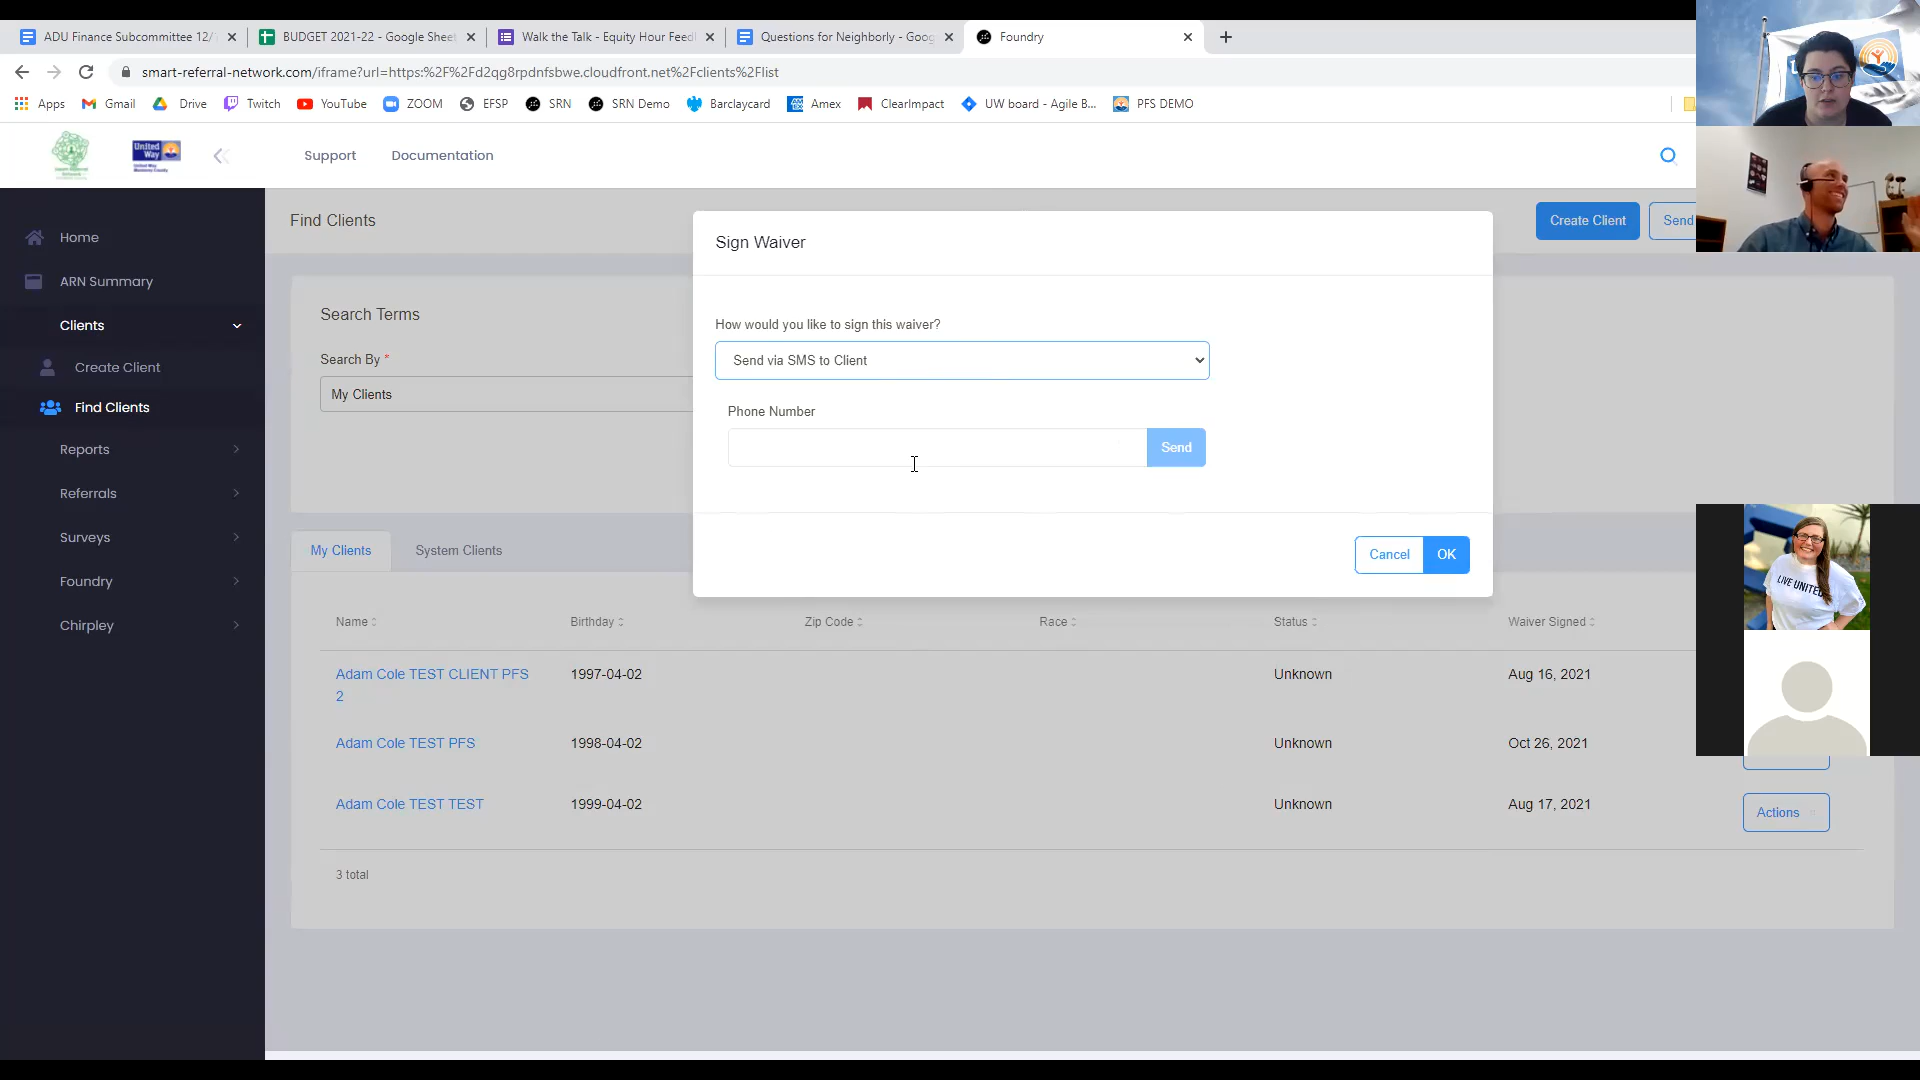 ADU Finance Subcommittee 12/
BUDGET 2021-22 - Google Sheet
Walk the Talk - Equity Hour Feed
Questions for Neighborly - Goog
Foundry
smart-referral-network.com/iframe?url=https:%2F%2Fd2qg8rpdnfsbwe.cloudfront.net%2Fclients%2Flist
Apps Gmail Drive Twitch YouTube ZOOM EFSP SRN SRN Demo Barclaycard Amex ClearImpact UW board - Agile B... PFS DEMO
United Way
Support Documentation
Home
ARN Summary
Clients
Create Client
Find Clients
Reports
Referrals
Surveys
Foundry
Chirpley
Find Clients
Create Client
Send
Search Terms
Search By *
My Clients
Sign Waiver
How would you like to sign this waiver?
Send via SMS to Client
Phone Number
Send
Cancel OK
My Clients System Clients
Name Birthday Zip Code Race Status Waiver Signed
Adam Cole TEST CLIENT PFS 1997-04-02 Unknown Aug 16, 2021
2
Adam Cole TEST PFS 1998-04-02 Unknown Oct 26, 2021
Adam Cole TEST TEST 1999-04-02 Unknown Aug 17, 2021
Actions
3 total
LIVE UNITED